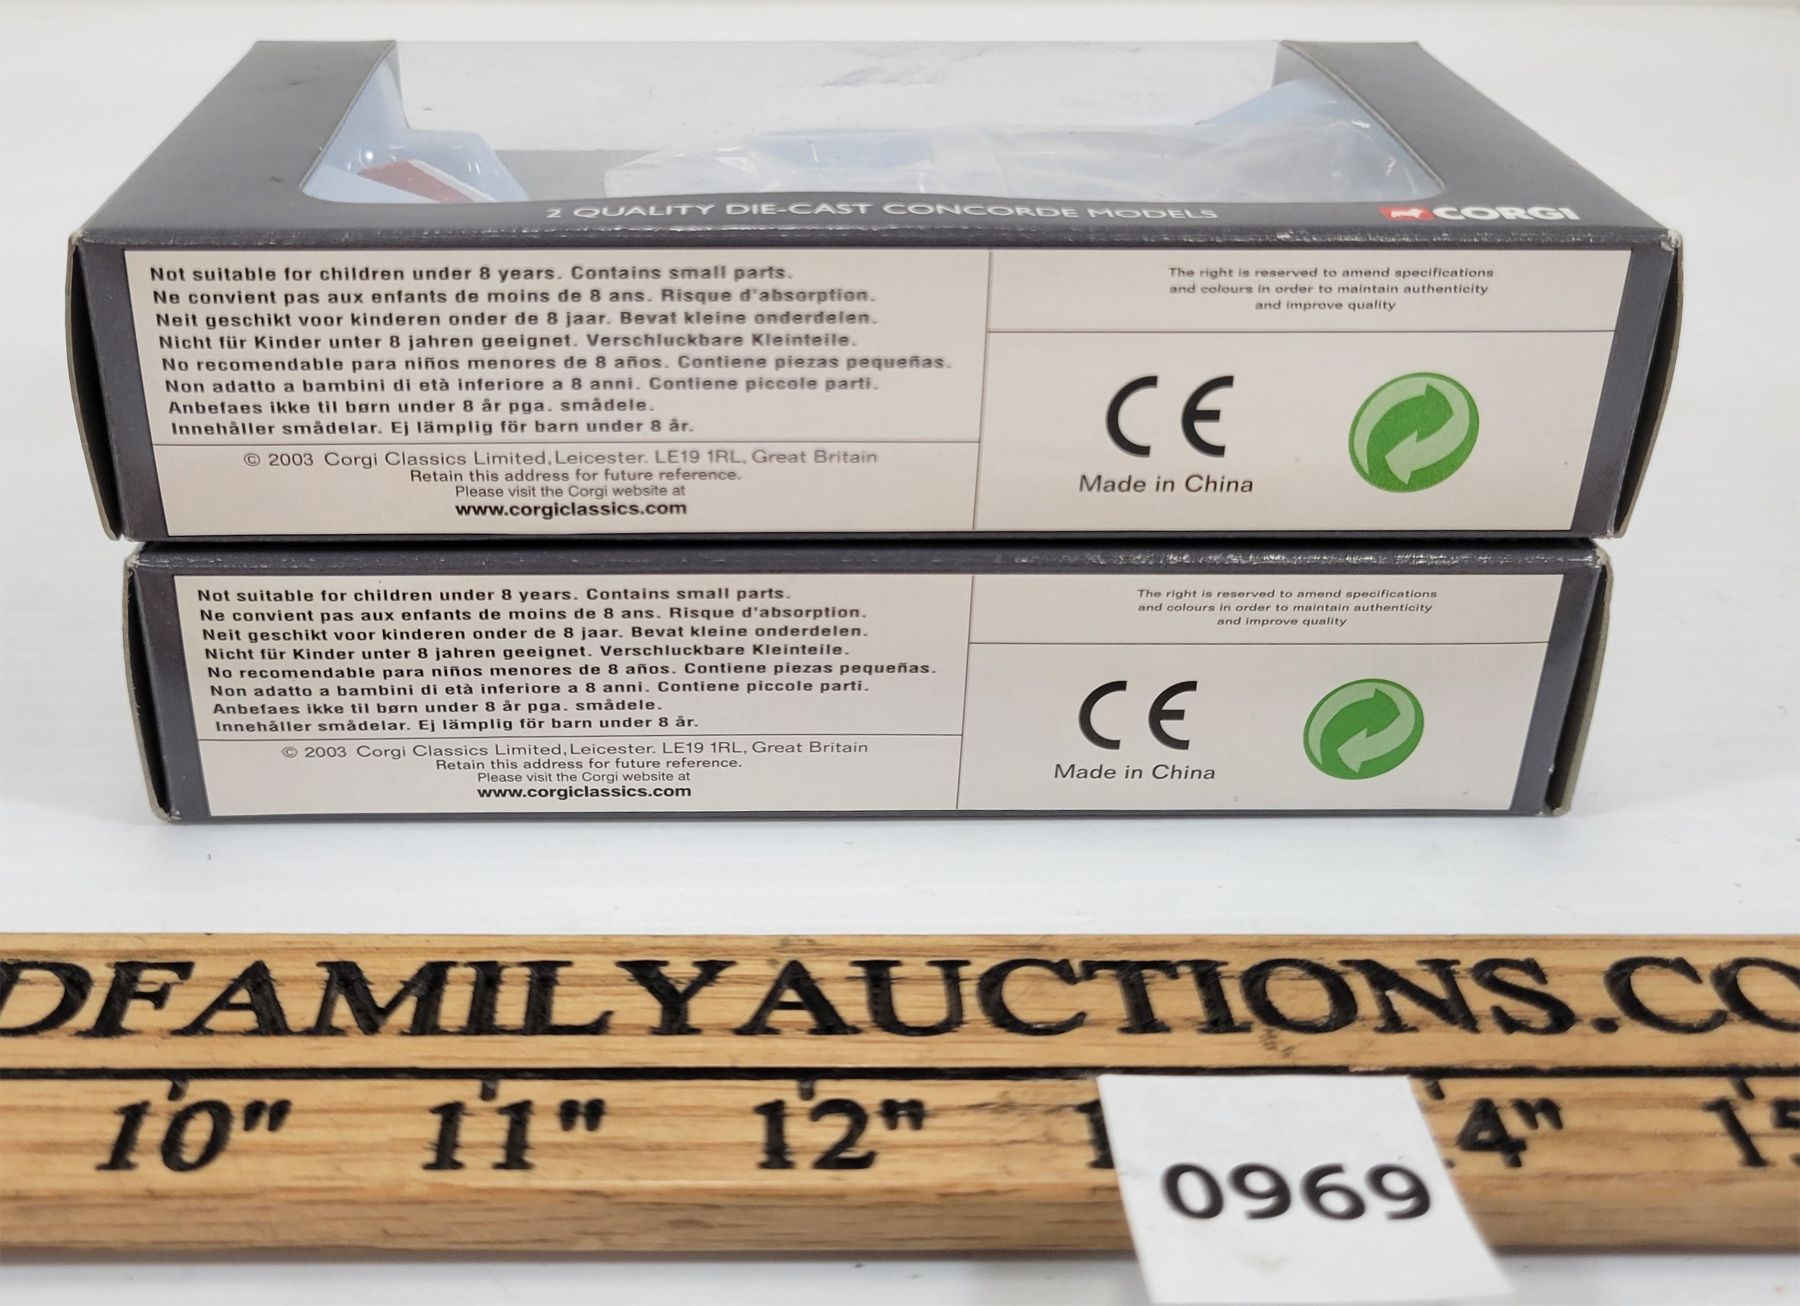 2 QUALITY DIE-CAST CONCORDE MODELS
CORGI
Not suitable for children under 8 years. Contains small parts.
Ne convient pas aux enfants de moins de 8 ans. Risque d'absorption.
Neit geschikt voor kinderen onder de 8 jaar. Bevat kleine onderdelen.
Nicht für Kinder unter 8 jahren geeignet. Verschluckbare Kleinteile.
No recomendable para niños menores de 8 años. Contiene piezas pequeñas.
Non adatto a bambini di età inferiore a 8 anni. Contiene piccole parti.
Anbefaes ikke til børn under 8 år pga. smådele.
Innehåller smådelar. Ej lämplig för barn under 8 år.
© 2003 Corgi Classics Limited, Leicester. LE19 1RL, Great Britain
Retain this address for future reference.
Please visit the Corgi website at
www.corgiclassics.com
The right is reserved to amend specifications
and colours in order to maintain authenticity
and improve quality
CE
Made in China
Not suitable for children under 8 years. Contains small parts.
Ne convient pas aux enfants de moins de 8 ans. Risque d'absorption.
Neit geschikt voor kinderen onder de 8 jaar. Bevat kleine onderdelen.
Nicht für Kinder unter 8 jahren geeignet. Verschluckbare Kleinteile.
No recomendable para niños menores de 8 años. Contiene piezas pequeñas.
Non adatto a bambini di età inferiore a 8 anni. Contiene piccole parti.
Anbefaes ikke til børn under 8 år pga. smådele.
Innehåller smådelar. Ej lämplig för barn under 8 år.
© 2003 Corgi Classics Limited, Leicester. LE19 1RL, Great Britain
Retain this address for future reference.
Please visit the Corgi website at
www.corgiclassics.com
The right is reserved to amend specifications
and colours in order to maintain authenticity
and improve quality
CE
Made in China
DFAMILYAUCTIONS.CO
10" 11" 12" 1 4" 15
0969